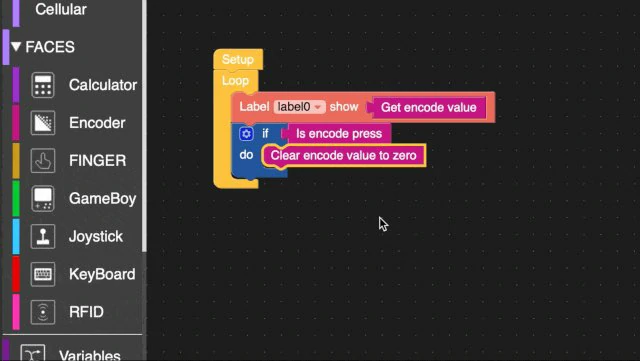 Cellular
FACES
Calculator
Encoder
FINGER
GameBoy
Joystick
KeyBoard
RFID
Variables
Setup
Loop
Label label0 show Get encode value
if Is encode press
do Clear encode value to zero